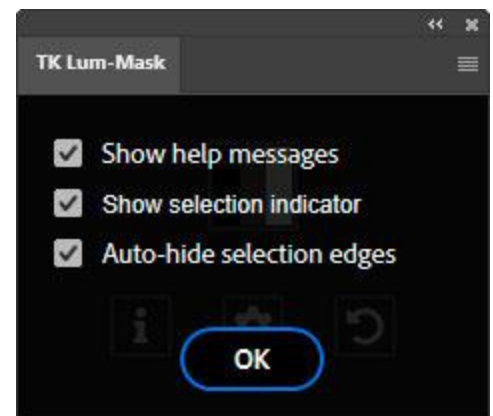 TK Lum-Mask
Show help messages
Show selection indicator
Auto-hide selection edges
OK